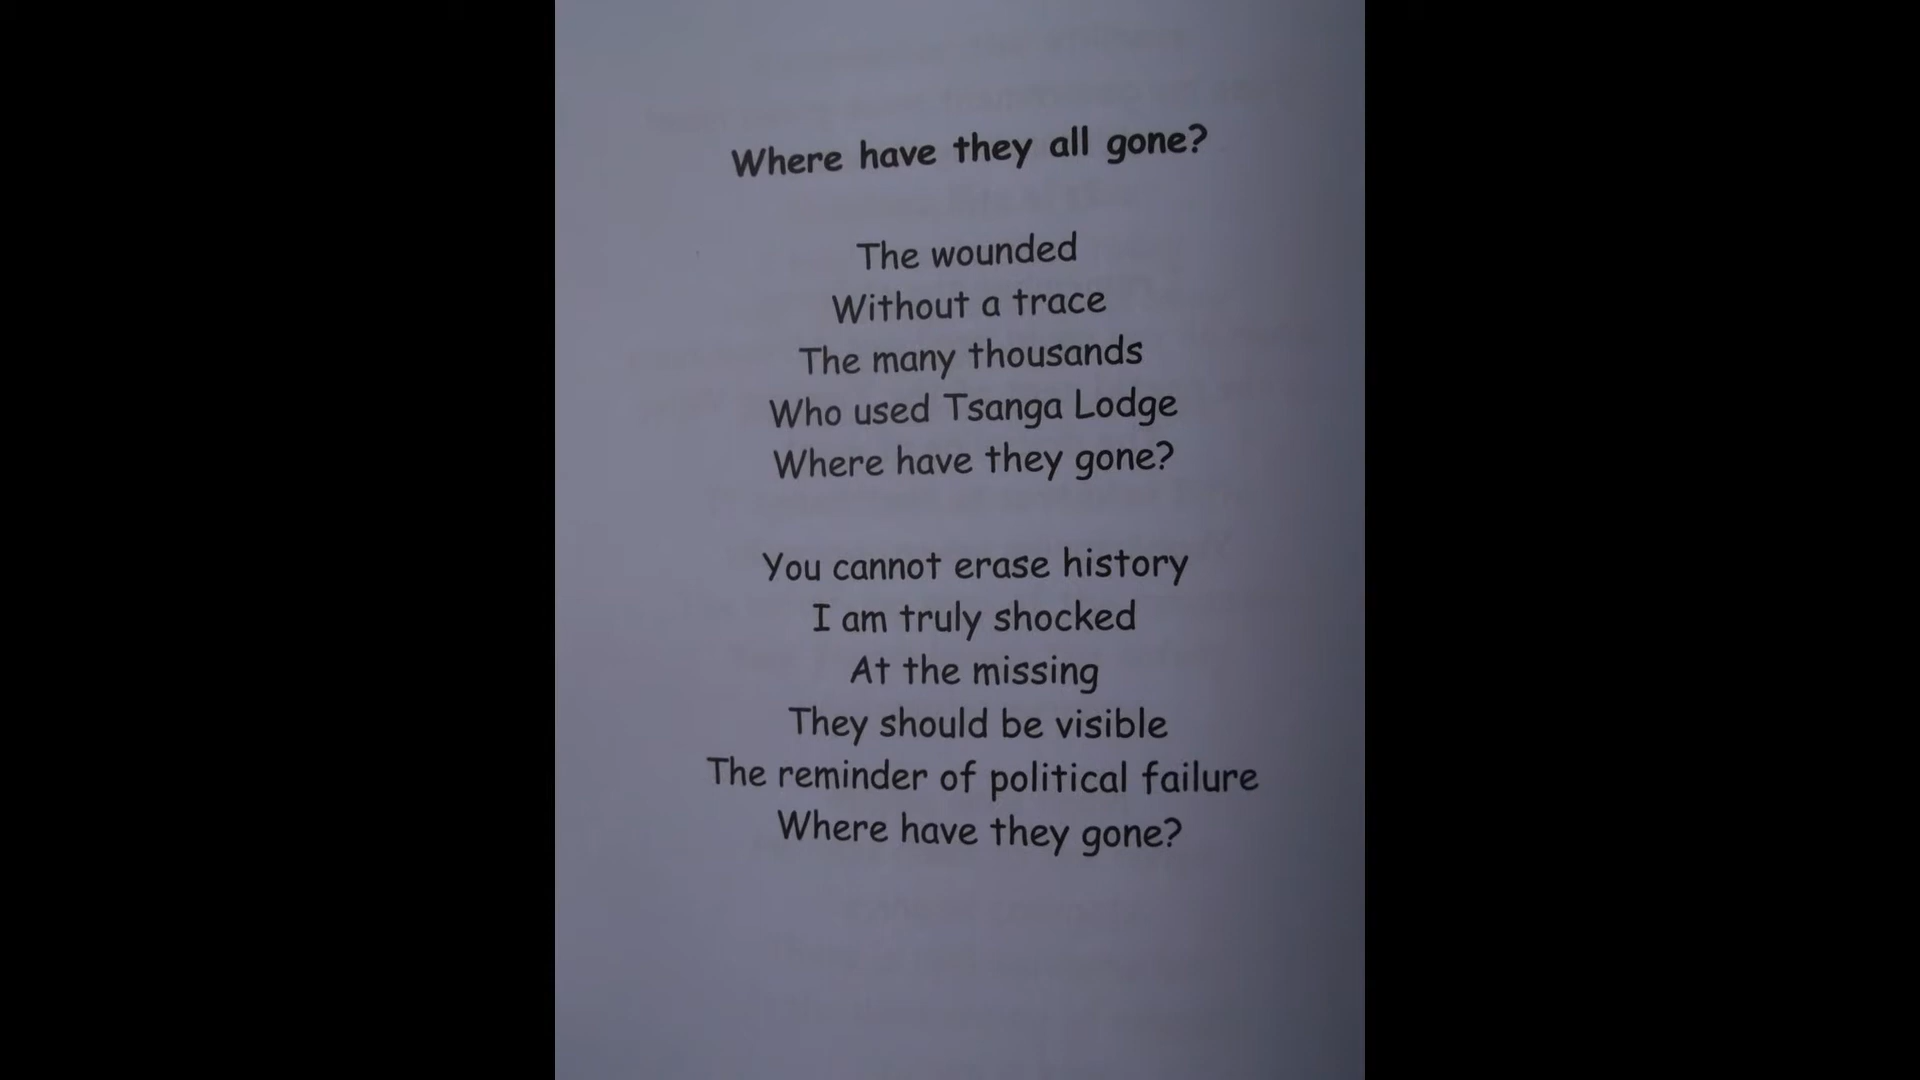 Where have they all gone?
The wounded
Without a trace
The many thousands
Who used Tsanga Lodge
Where have they gone?
You cannot erase history
I am truly shocked
At the missing
They should be visible
The reminder of political failure
Where have they gone?